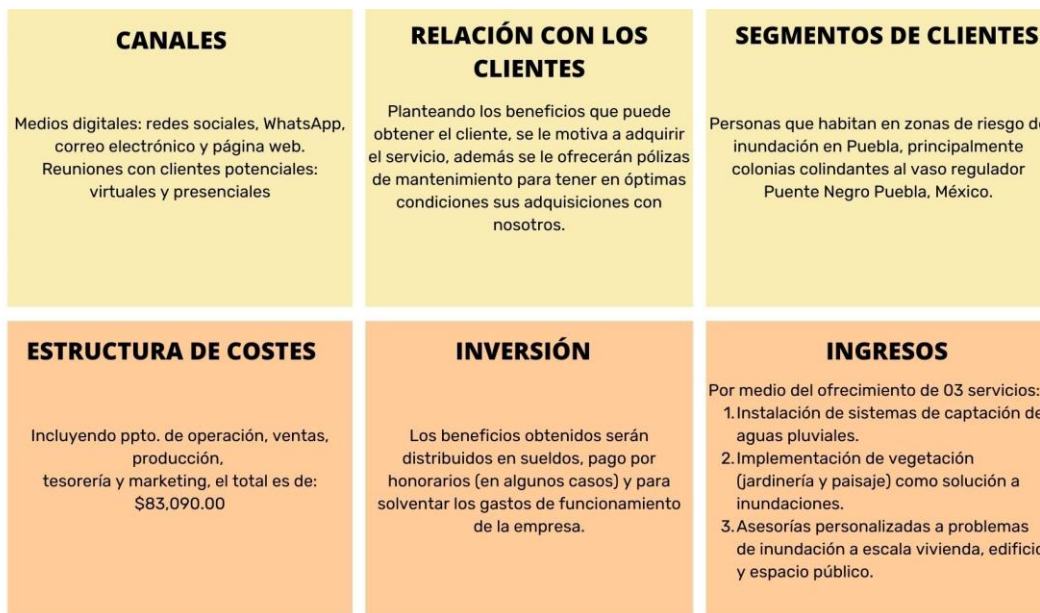 CANALES
Medios digitales: redes sociales, WhatsApp,
correo electrónico y página web.
Reuniones con clientes potenciales:
virtuales y presenciales
RELACIÓN CON LOS
CLIENTES
Planteando los beneficios que puede
obtener el cliente, se le motiva a adquirir
el servicio, además se le ofrecerán pólizas
de mantenimiento para tener en óptimas
condiciones sus adquisiciones con
nosotros.
SEGMENTOS DE CLIENTES
Personas que habitan en zonas de riesgo de
inundación en Puebla, principalmente
colonias colindantes al vaso regulador
Puente Negro Puebla, México.
ESTRUCTURA DE COSTES
Incluyendo ppto. de operación, ventas,
producción,
tesorería y marketing, el total es de:
$83,090.00
INVERSIÓN
Los beneficios obtenidos serán
distribuidos en sueldos, pago por
honorarios (en algunos casos) y para
solventar los gastos de funcionamiento
de la empresa.
INGRESOS
Por medio del ofrecimiento de 03 servicios:
1. Instalación de sistemas de captación de
aguas pluviales.
2. Implementación de vegetación
(jardinería y paisaje) como solución a
inundaciones.
3. Asesorías personalizadas a problemas
de inundación a escala vivienda, edificio
y espacio público.